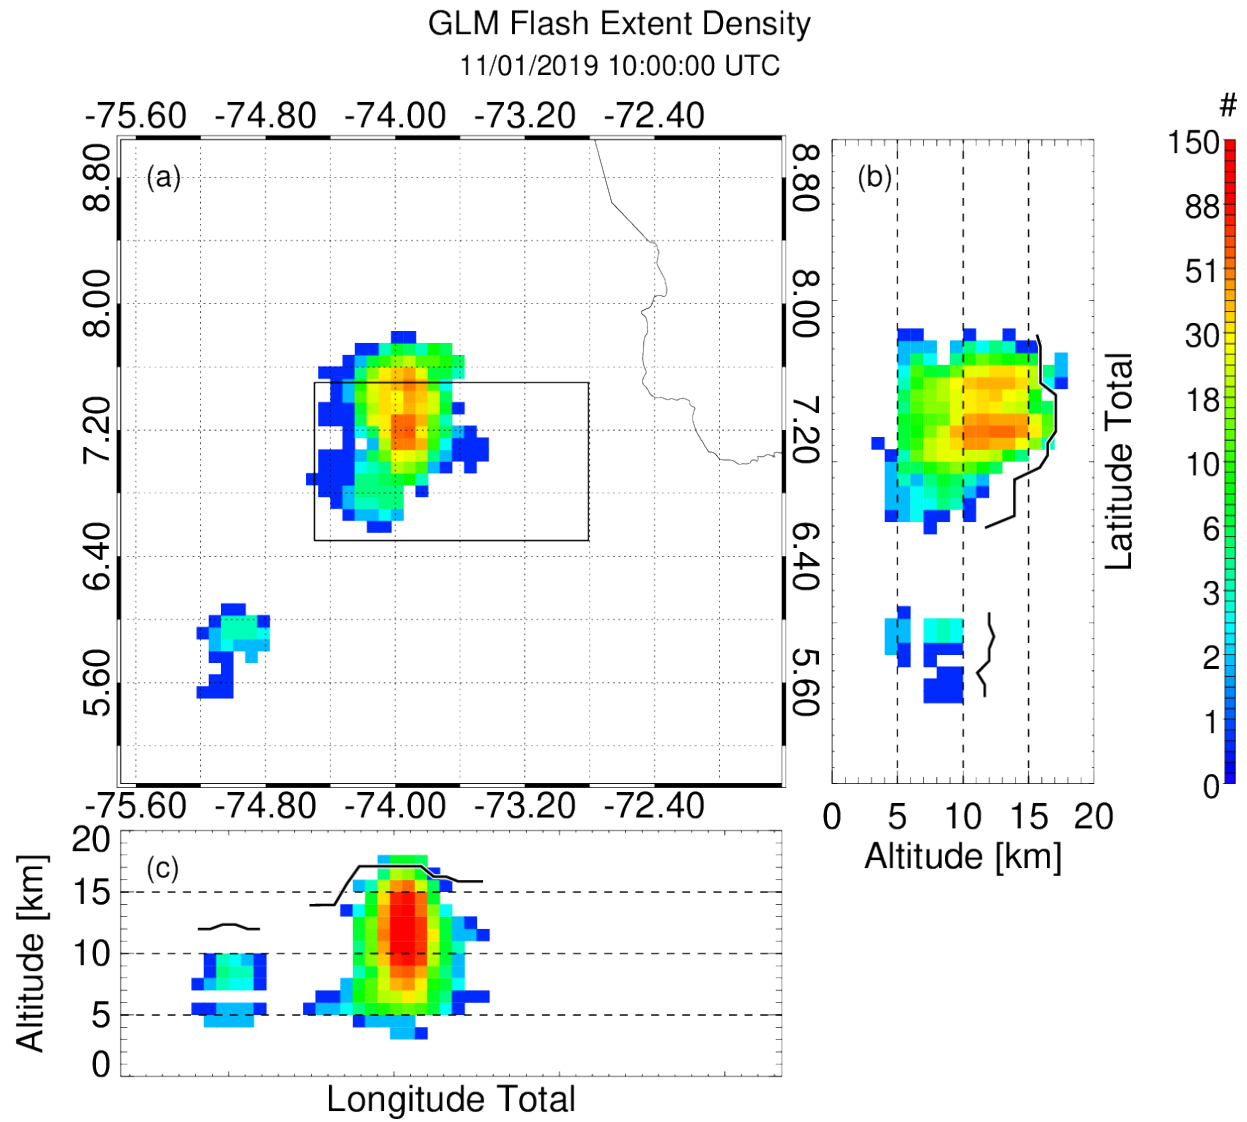 GLM Flash Extent Density
11/01/2019 10:00:00 UTC
-75.60 -74.80 -74.00 -73.20 -72.40
#
(a)
8.80
8.00
7.20
6.40
5.60
-75.60 -74.80 -74.00 -73.20 -72.40
(b)
8.80
8.00
7.20
6.40
5.60
Latitude Total
0 5 10 15 20
Altitude [km]
150
88
51
30
18
10
6
3
2
1
0
(c)
20
15
10
5
0
Altitude [km]
Longitude Total